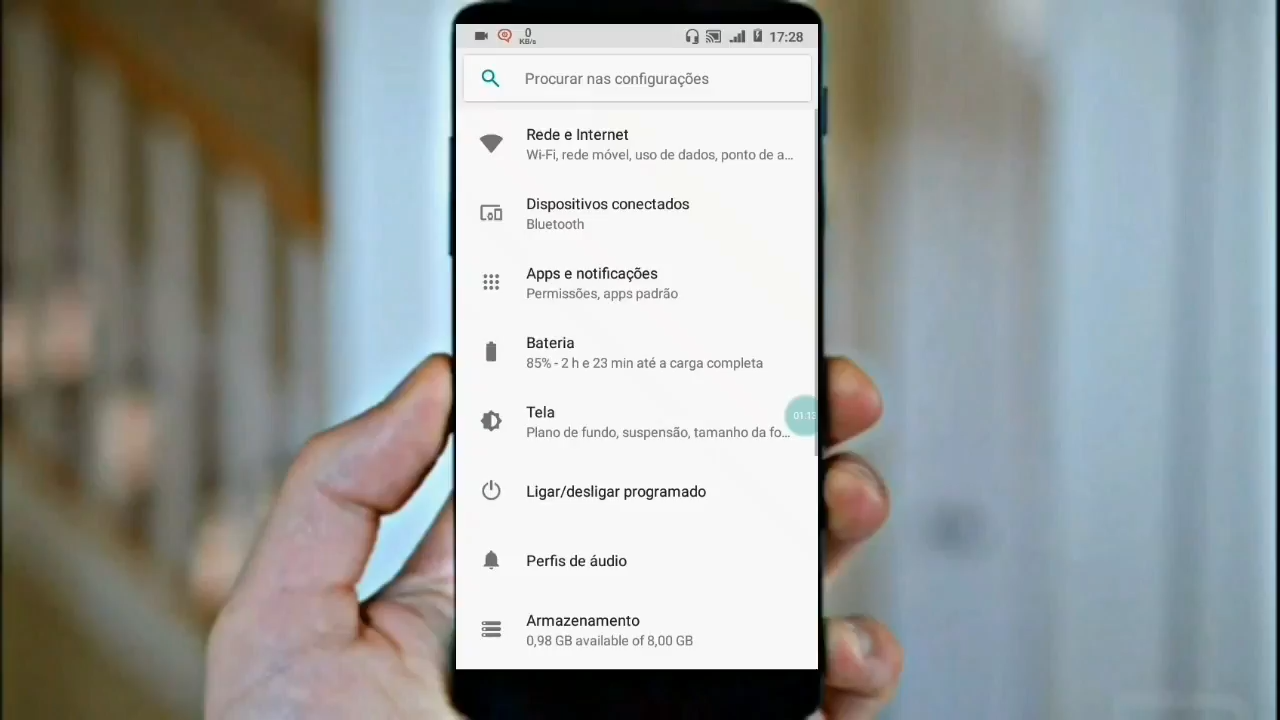 0
KB/s
17:28
Procurar nas configurações
Rede e Internet
Wi-Fi, rede móvel, uso de dados, ponto de a...
Dispositivos conectados
Bluetooth
Apps e notificações
Permissões, apps padrão
Bateria
85% - 2 h e 23 min até a carga completa
Tela
01:13
Plano de fundo, suspensão, tamanho da fo...
Ligar/desligar programado
Perfis de áudio
Armazenamento
0,98 GB available of 8,00 GB